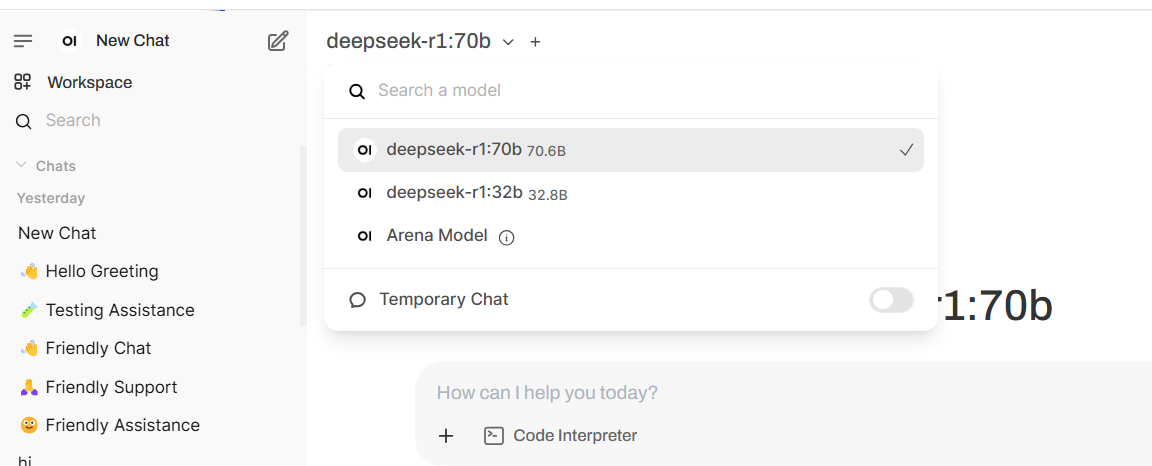 OI New Chat
Workspace
Search
Chats
Yesterday
New Chat
Hello Greeting
Testing Assistance
Friendly Chat
Friendly Support
Friendly Assistance
hi
deepseek-r1:70b
Search a model
OI deepseek-r1:70b 70.6B
OI deepseek-r1:32b 32.8B
OI Arena Model
Temporary Chat
r1:70b
How can I help you today?
Code Interpreter